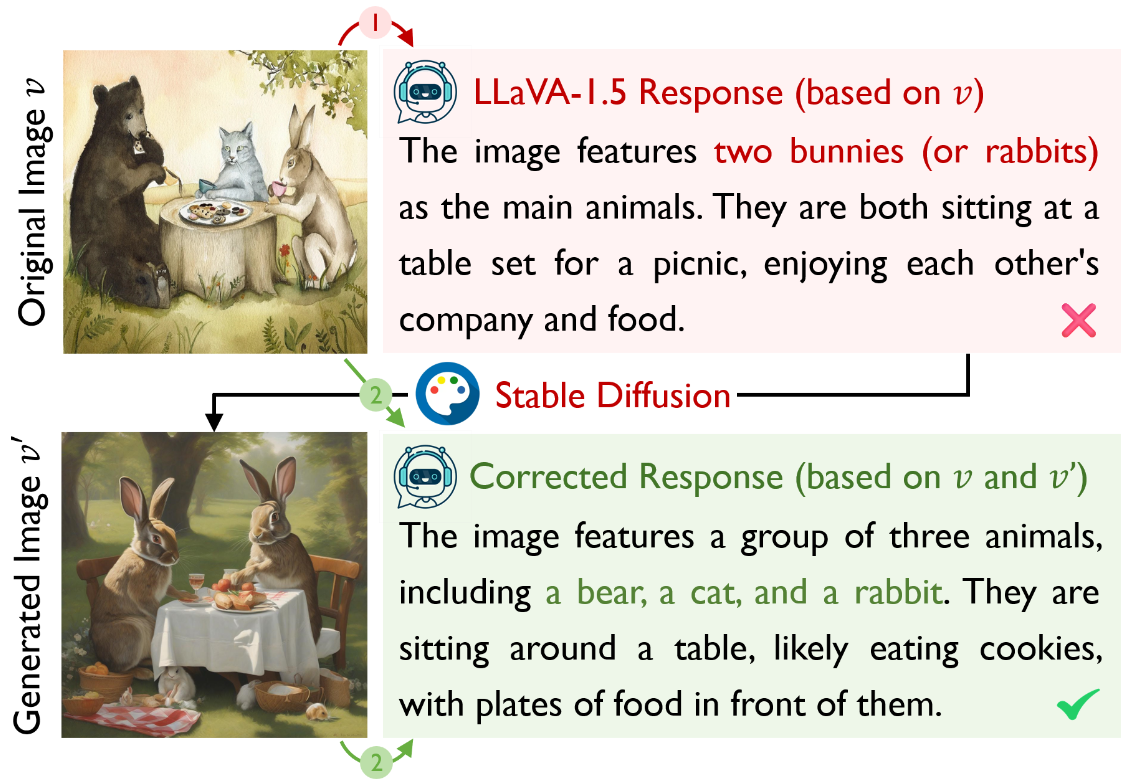 Original Image v
1
LLaVA-1.5 Response (based on v)
The image features two bunnies (or rabbits)
as the main animals. They are both sitting at a
table set for a picnic, enjoying each other's
company and food.
2
Stable Diffusion
Generated Image v'
Corrected Response (based on v and v')
The image features a group of three animals,
including a bear, a cat, and a rabbit. They are
sitting around a table, likely eating cookies,
with plates of food in front of them.
2